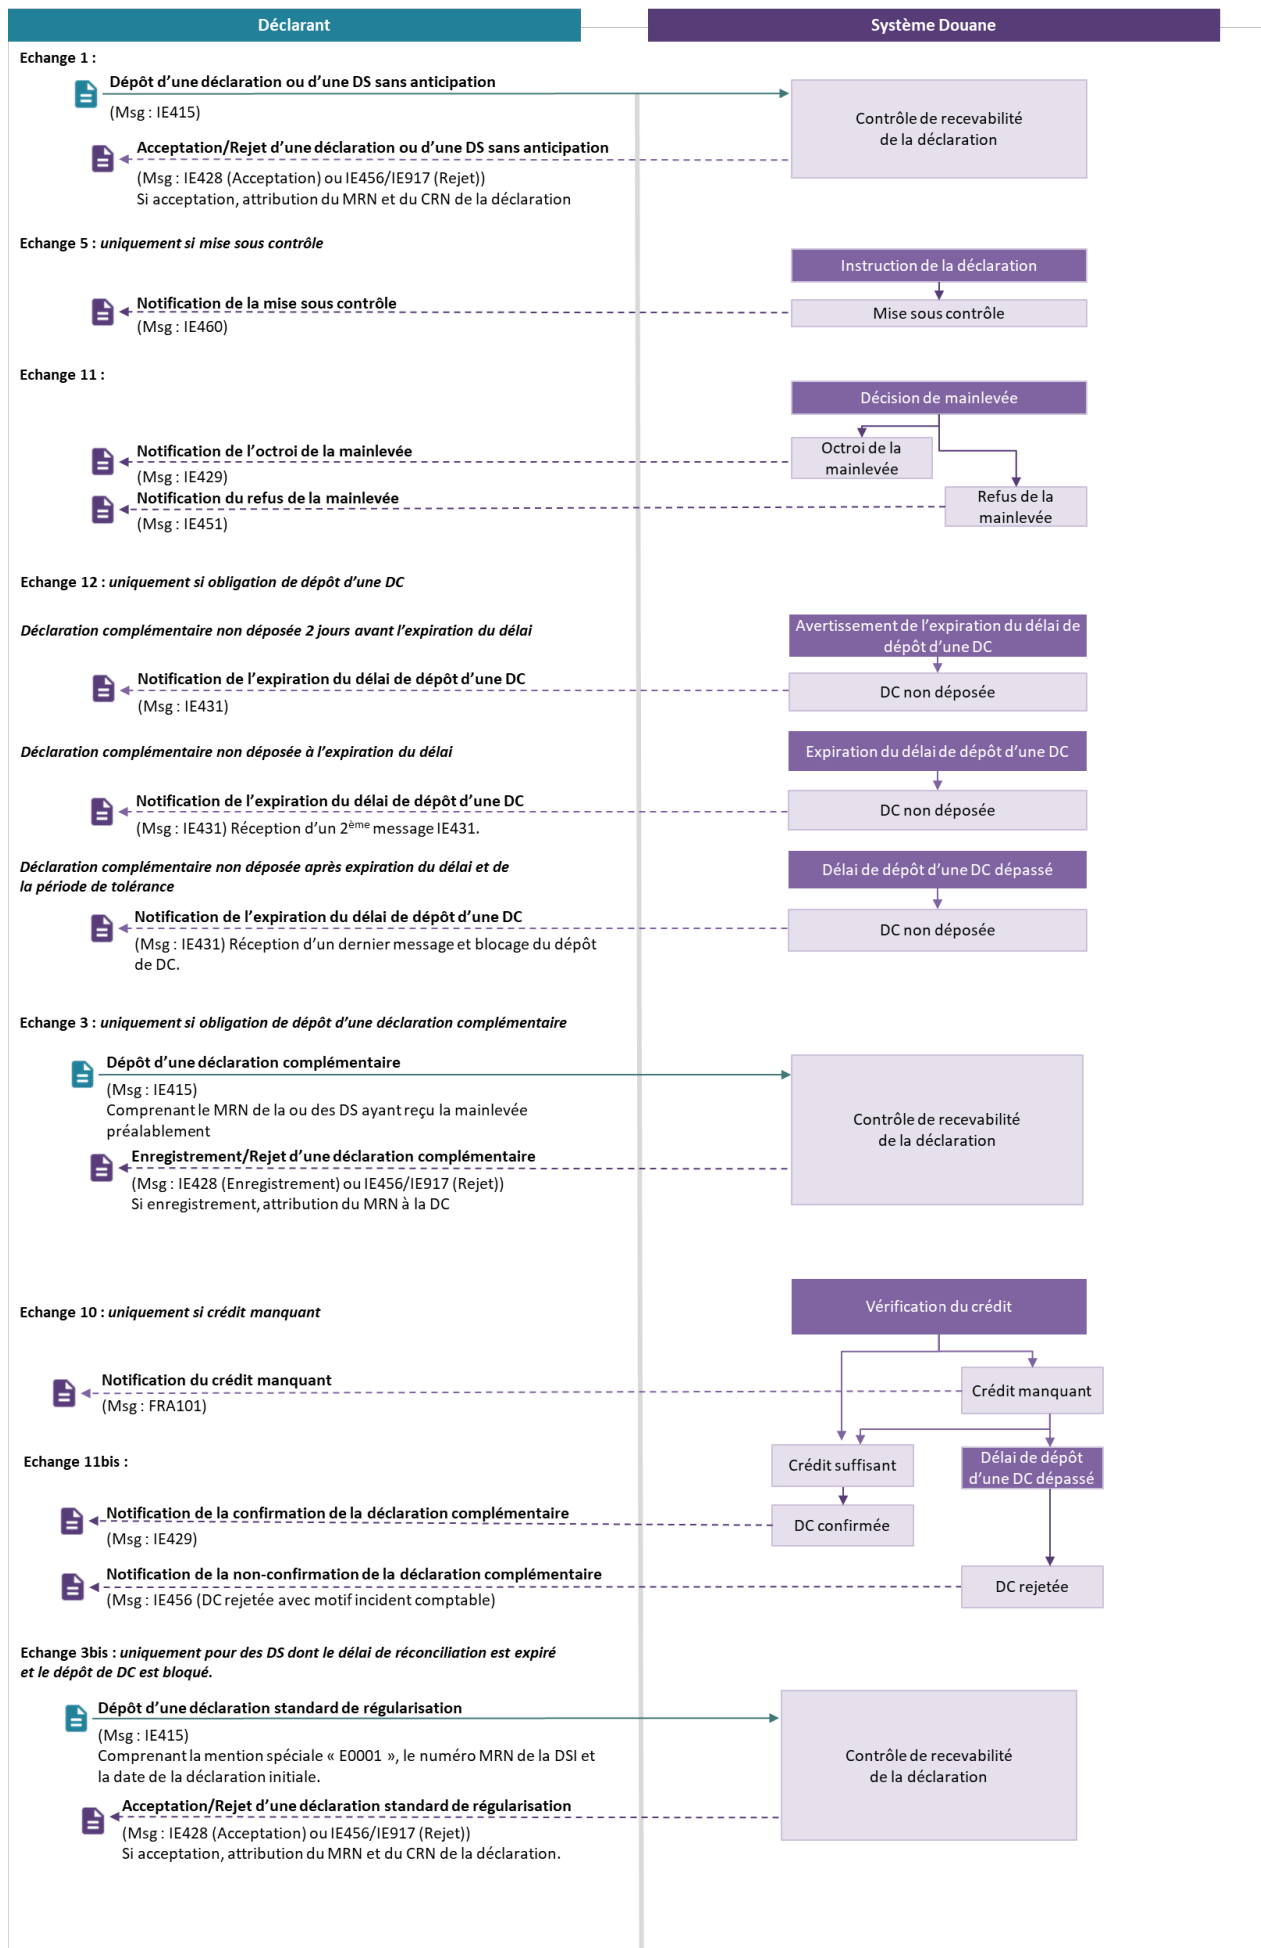 Déclarant
Système Douane
Echange 1 :
Dépôt d’une déclaration ou d’une DS sans anticipation
(Msg : IE415)
Contrôle de recevabilité
de la déclaration
Acceptation/Rejet d’une déclaration ou d’une DS sans anticipation
(Msg : IE428 (Acceptation) ou IE456/IE917 (Rejet))
Si acceptation, attribution du MRN et du CRN de la déclaration
Echange 5 : uniquement si mise sous contrôle
Instruction de la déclaration
Notification de la mise sous contrôle
(Msg : IE460)
Mise sous contrôle
Echange 11 :
Décision de mainlevée
Notification de l’octroi de la mainlevée
(Msg : IE429)
Octroi de la
mainlevée
Notification du refus de la mainlevée
(Msg : IE451)
Refus de la
mainlevée
Echange 12 : uniquement si obligation de dépôt d’une DC
Déclaration complémentaire non déposée 2 jours avant l’expiration du délai
Avertissement de l’expiration du délai de
dépôt d’une DC
Notification de l’expiration du délai de dépôt d’une DC
(Msg : IE431)
DC non déposée
Déclaration complémentaire non déposée à l’expiration du délai
Expiration du délai de dépôt d’une DC
Notification de l’expiration du délai de dépôt d’une DC
(Msg : IE431) Réception d’un 2ème message IE431.
DC non déposée
Déclaration complémentaire non déposée après expiration du délai et de
la période de tolérance
Délai de dépôt d’une DC dépassé
Notification de l’expiration du délai de dépôt d’une DC
(Msg : IE431) Réception d’un dernier message et blocage du dépôt
de DC.
DC non déposée
Echange 3 : uniquement si obligation de dépôt d’une déclaration complémentaire
Dépôt d’une déclaration complémentaire
(Msg : IE415)
Comprenant le MRN de la ou des DS ayant reçu la mainlevée
préalablement
Contrôle de recevabilité
de la déclaration
Enregistrement/Rejet d’une déclaration complémentaire
(Msg : IE428 (Enregistrement) ou IE456/IE917 (Rejet))
Si enregistrement, attribution du MRN à la DC
Echange 10 : uniquement si crédit manquant
Vérification du crédit
Notification du crédit manquant
(Msg : FRA101)
Crédit manquant
Echange 11bis :
Crédit suffisant
Délai de dépôt
d’une DC dépassé
Notification de la confirmation de la déclaration complémentaire
(Msg : IE429)
DC confirmée
Notification de la non-confirmation de la déclaration complémentaire
(Msg : IE456 (DC rejetée avec motif incident comptable)
DC rejetée
Echange 3bis : uniquement pour des DS dont le délai de réconciliation est expiré
et le dépôt de DC est bloqué.
Dépôt d’une déclaration standard de régularisation
(Msg : IE415)
Comprenant la mention spéciale « E0001 », le numéro MRN de la DSI et
la date de la déclaration initiale.
Contrôle de recevabilité
de la déclaration
Acceptation/Rejet d’une déclaration standard de régularisation
(Msg : IE428 (Acceptation) ou IE456/IE917 (Rejet))
Si acceptation, attribution du MRN et du CRN de la déclaration.